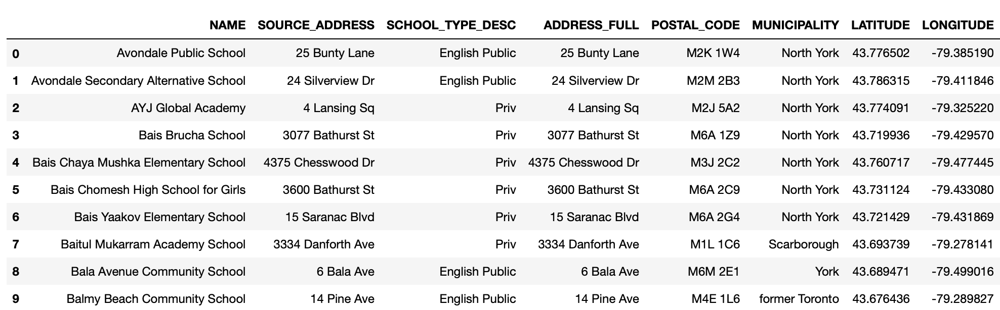 NAME SOURCE_ADDRESS SCHOOL_TYPE_DESC ADDRESS_FULL POSTAL_CODE MUNICIPALITY LATITUDE LONGITUDE
0 Avondale Public School 25 Bunty Lane English Public 25 Bunty Lane M2K 1W4 North York 43.776502 -79.385190
1 Avondale Secondary Alternative School 24 Silverview Dr English Public 24 Silverview Dr M2M 2B3 North York 43.786315 -79.411846
2 AYJ Global Academy 4 Lansing Sq Priv 4 Lansing Sq M2J 5A2 North York 43.774091 -79.325220
3 Bais Brucha School 3077 Bathurst St Priv 3077 Bathurst St M6A 1Z9 North York 43.719936 -79.429570
4 Bais Chaya Mushka Elementary School 4375 Chesswood Dr Priv 4375 Chesswood Dr M3J 2C2 North York 43.760717 -79.477445
5 Bais Chomesh High School for Girls 3600 Bathurst St Priv 3600 Bathurst St M6A 2C9 North York 43.731124 -79.433080
6 Bais Yaakov Elementary School 15 Saranac Blvd Priv 15 Saranac Blvd M6A 2G4 North York 43.721429 -79.431869
7 Baitul Mukarram Academy School 3334 Danforth Ave Priv 3334 Danforth Ave M1L 1C6 Scarborough 43.693739 -79.278141
8 Bala Avenue Community School 6 Bala Ave English Public 6 Bala Ave M6M 2E1 York 43.689471 -79.499016
9 Balmy Beach Community School 14 Pine Ave English Public 14 Pine Ave M4E 1L6 former Toronto 43.676436 -79.289827